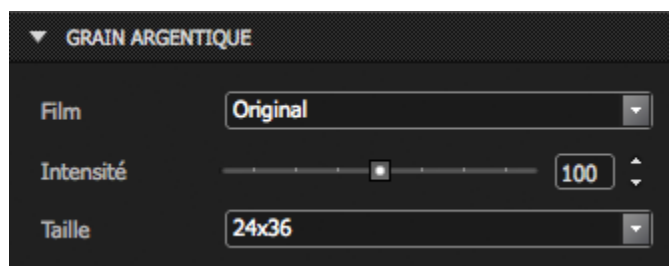 GRAIN ARGENTIQUE
Film Original
Intensité 100
Taille 24x36